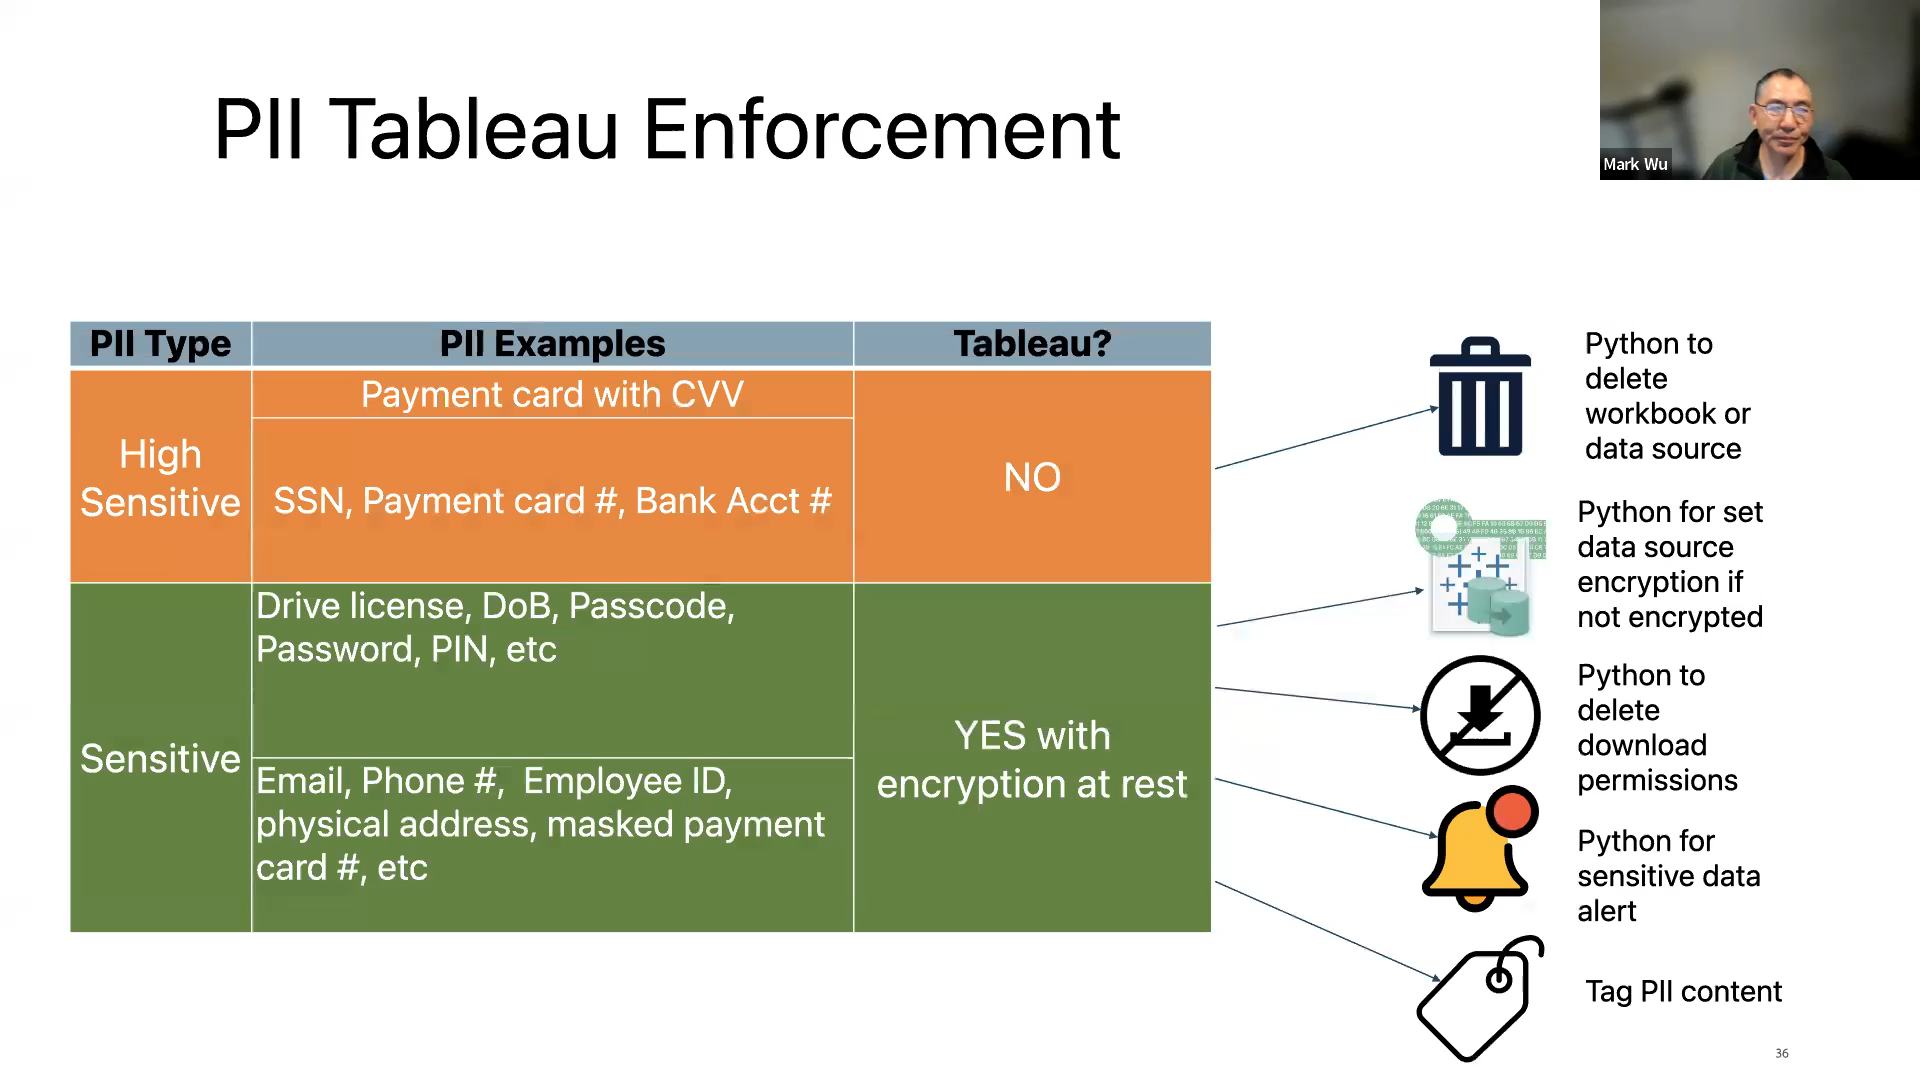 PII Tableau Enforcement
Mark Wu
PII Type
PII Examples
Tableau?
High
Sensitive
Payment card with CVV
SSN, Payment card #, Bank Acct #
NO
Sensitive
Drive license, DoB, Passcode,
Password, PIN, etc
Email, Phone #,  Employee ID,
physical address, masked payment
card #, etc
YES with
encryption at rest
Python to
delete
workbook or
data source
Python for set
data source
encryption if
not encrypted
Python to
delete
download
permissions
Python for
sensitive data
alert
Tag PII content
36